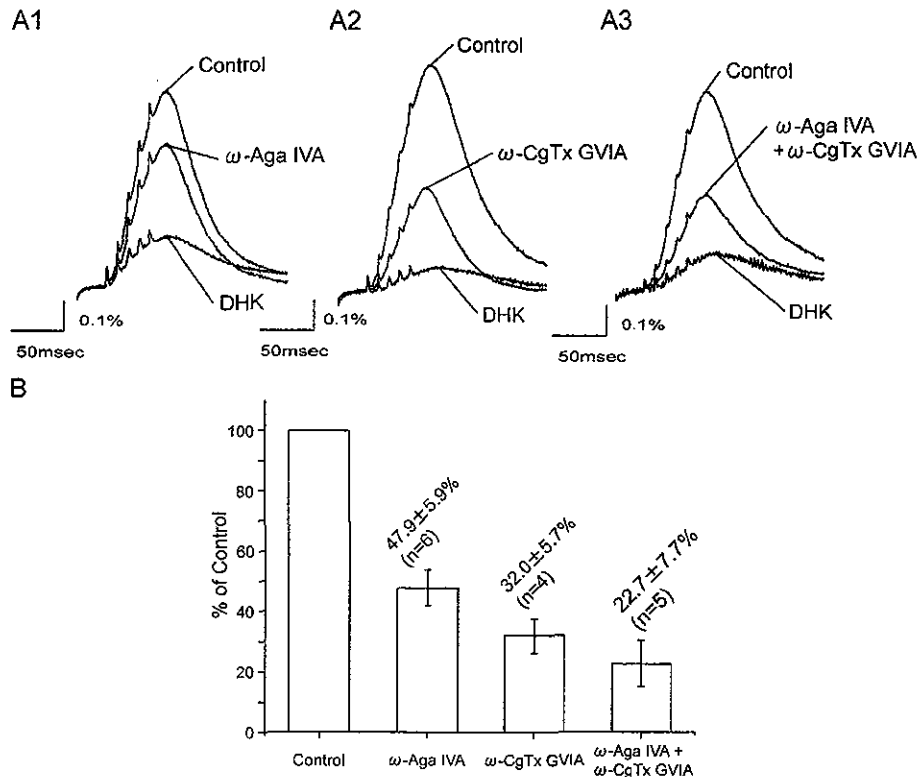 A1
A2
A3
Control
ω-Aga IVA
DHK
0.1%
50msec
Control
ω-CgTx GVIA
DHK
0.1%
50msec
Control
ω-Aga IVA
+ω-CgTx GVIA
DHK
0.1%
50msec
B
% of Control
100
80
60
40
20
0
47.9±5.9%
(n=6)
32.0±5.7%
(n=4)
22.7±7.7%
(n=5)
Control
ω-Aga IVA
ω-CgTx GVIA
ω-Aga IVA +
ω-CgTx GVIA